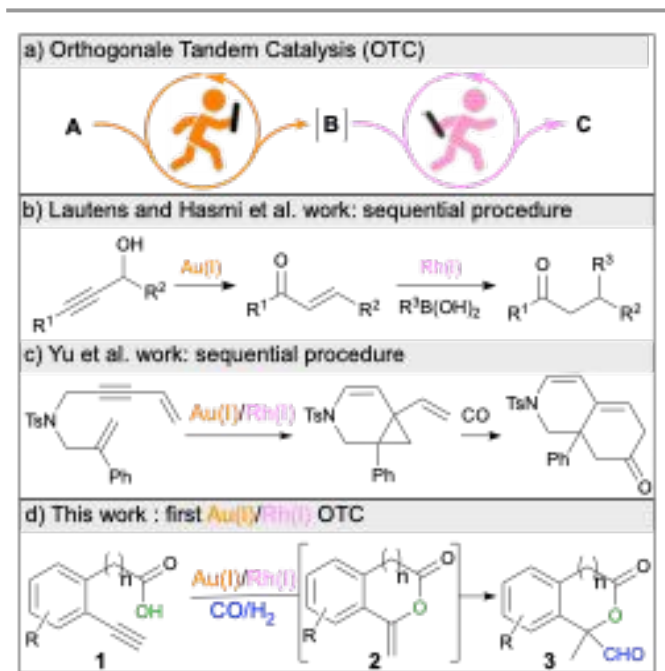 a) Orthogonale Tandem Catalysis (OTC)
A [B] C
b) Lautens and Hasmi et al. work: sequential procedure
OH
R¹ R²
Au(I)
O
R¹ R²
Rh(I)
R³B(OH)₂
O R³
R¹ R²
c) Yu et al. work: sequential procedure
TsN
Ph
Au(I)/Rh(I)
TsN
Ph
CO
TsN
Ph
O
d) This work : first Au(I)/Rh(I) OTC
R
( )n
O
OH
1
Au(I)/Rh(I)
CO/H₂
R
( )n
O
O
2
R
( )n
O
O
CHO
3